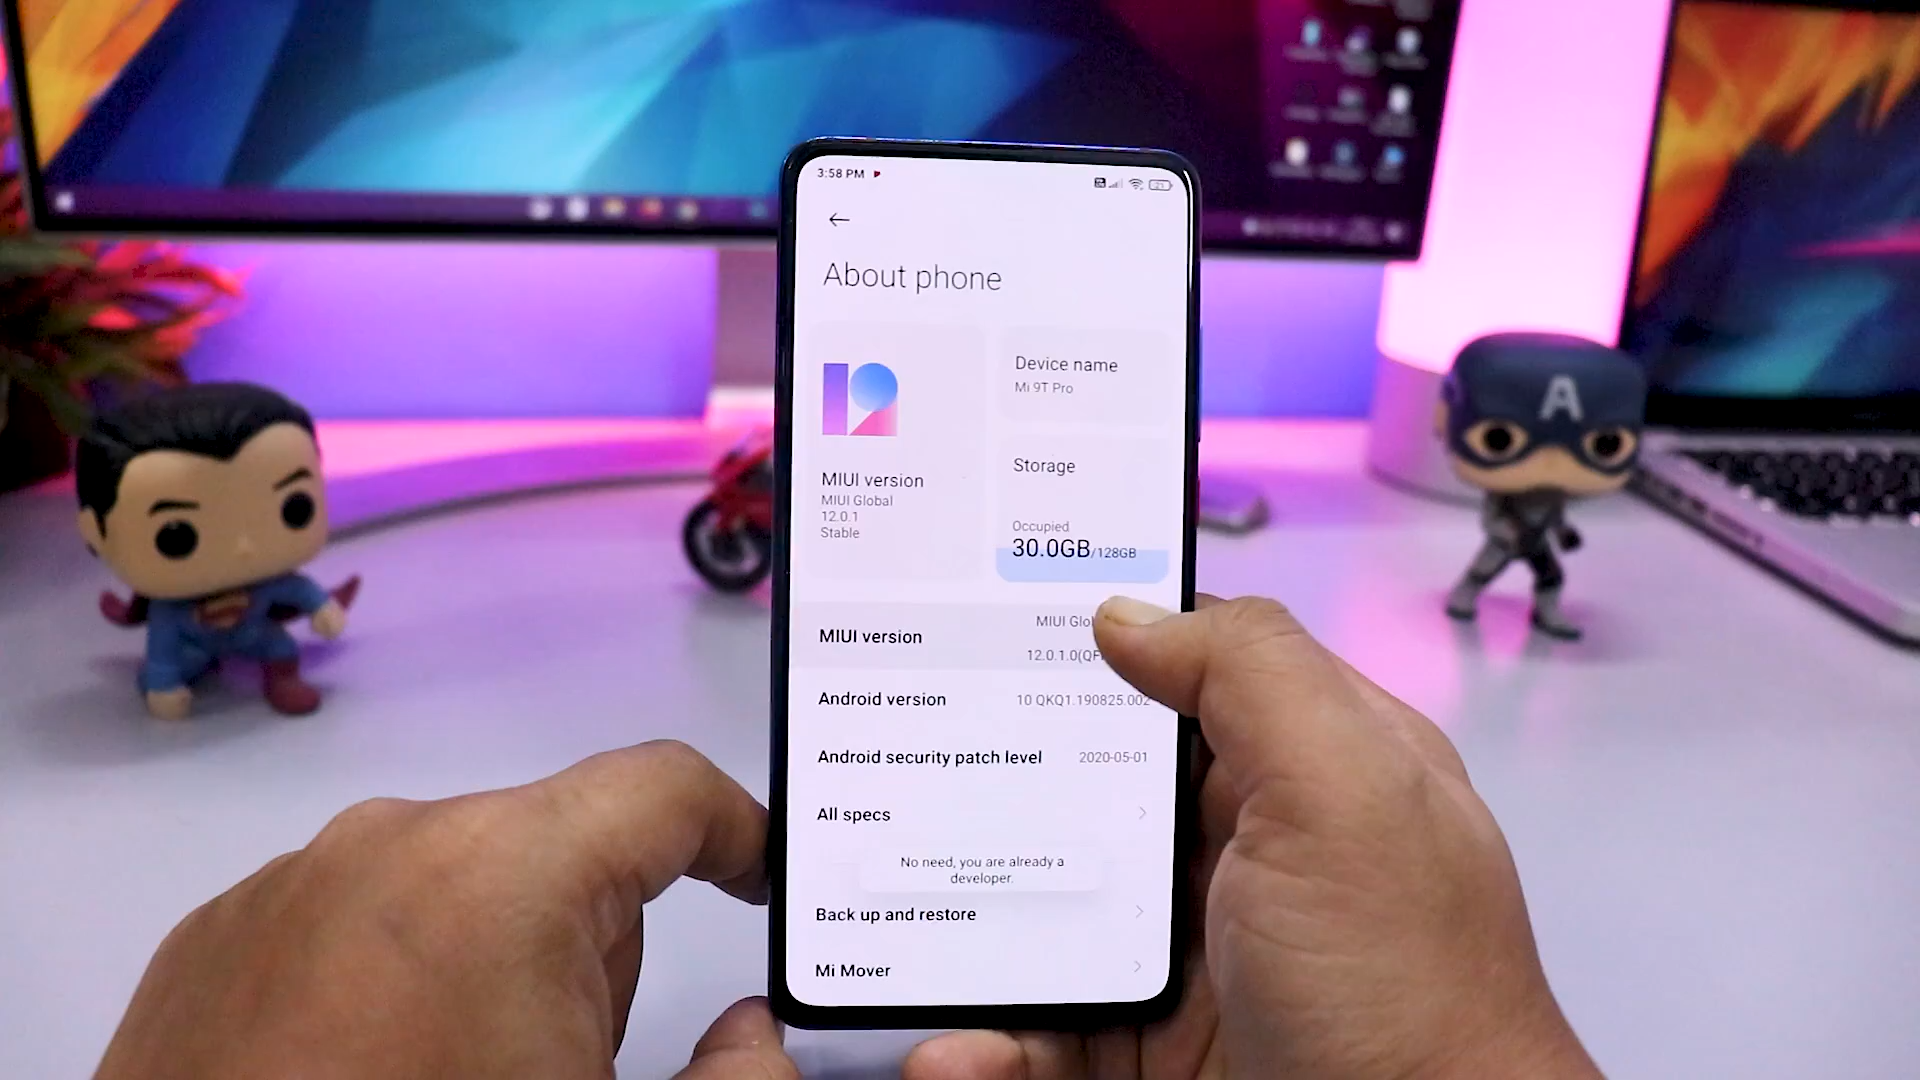 3:58 PM
21
About phone
MIUI version
MIUI Global
12.0.1
Stable
Device name
Mi 9T Pro
Storage
Occupied
30.0GB/128GB
MIUI version
MIUI
12.0.1.0
Android version
10 QKQ1.190825.002
Android security patch level
2020-05-01
All specs
No need, you are already a
developer.
Back up and restore
Mi Mover
A